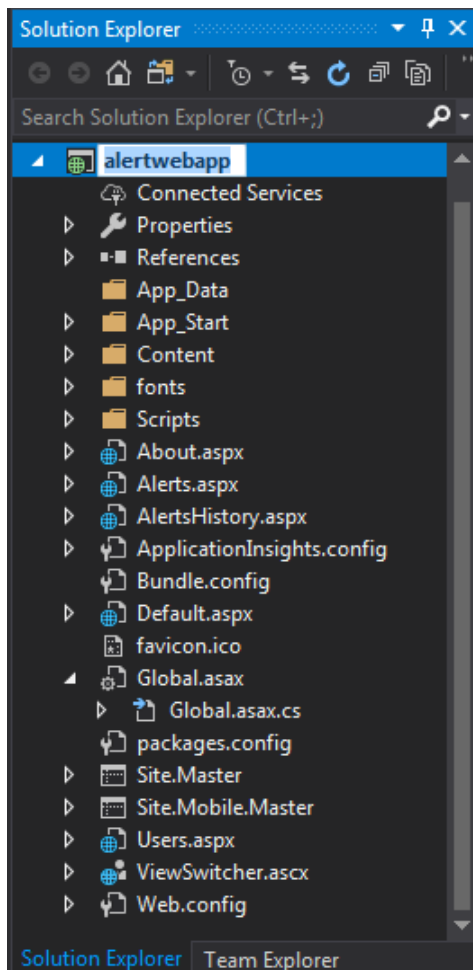 Solution Explorer
Search Solution Explorer (Ctrl+;)
alertwebapp
Connected Services
Properties
References
App_Data
App_Start
Content
fonts
Scripts
About.aspx
Alerts.aspx
AlertsHistory.aspx
ApplicationInsights.config
Bundle.config
Default.aspx
favicon.ico
Global.asax
Global.asax.cs
packages.config
Site.Master
Site.Mobile.Master
Users.aspx
ViewSwitcher.ascx
Web.config
Solution Explorer Team Explorer